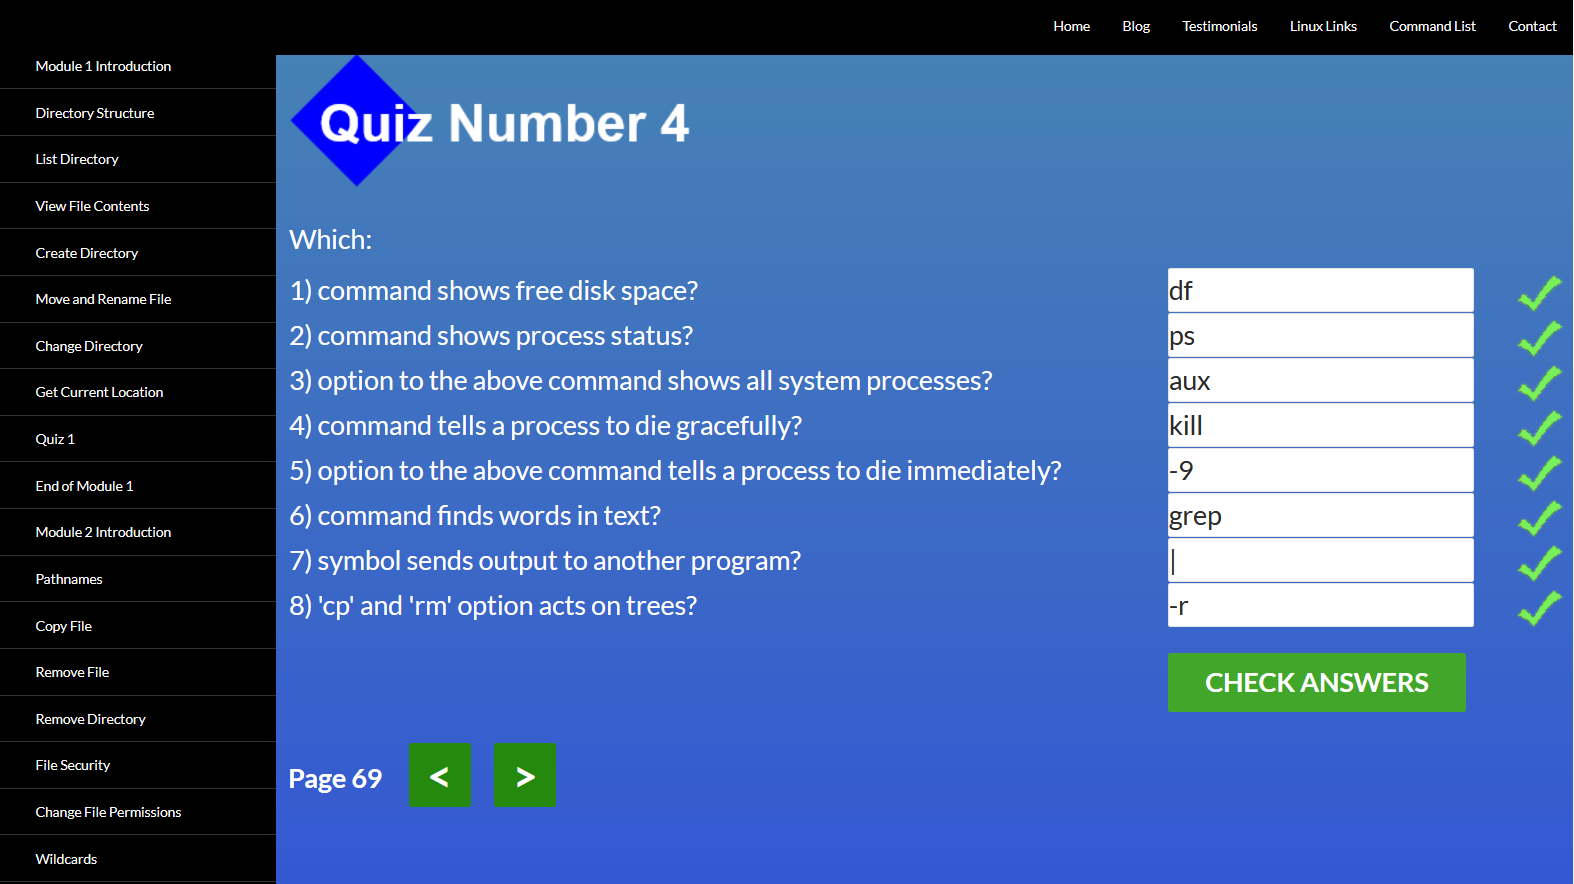 Home Blog Testimonials Linux Links Command List Contact
Module 1 Introduction
Directory Structure
List Directory
View File Contents
Create Directory
Move and Rename File
Change Directory
Get Current Location
Quiz 1
End of Module 1
Module 2 Introduction
Pathnames
Copy File
Remove File
Remove Directory
File Security
Change File Permissions
Wildcards
Quiz Number 4
Which:
1) command shows free disk space? df
2) command shows process status? ps
3) option to the above command shows all system processes? aux
4) command tells a process to die gracefully? kill
5) option to the above command tells a process to die immediately? -9
6) command finds words in text? grep
7) symbol sends output to another program? |
8) 'cp' and 'rm' option acts on trees? -r
CHECK ANSWERS
Page 69 < >